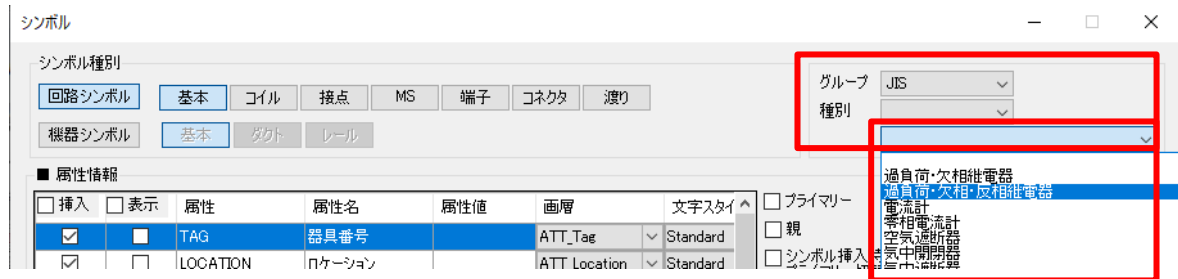 シンボル
シンボル種別
回路シンボル 基本 コイル 接点 MS 端子 コネクタ 渡り
機器シンボル 基本 ダクト レール
グループ JIS
種別
過負荷・欠相継電器
過負荷・欠相・反相継電器
電流計
零相電流計
空気遮断器
気中開閉器
気中遮断器
■ 属性情報
挿入 表示 属性 属性名 属性値 画層 文字スタイ
TAG 器具番号 ATT_Tag Standard
LOCATION ロケーション ATT_Location Standard
プライマリー
親
シンボル挿入時